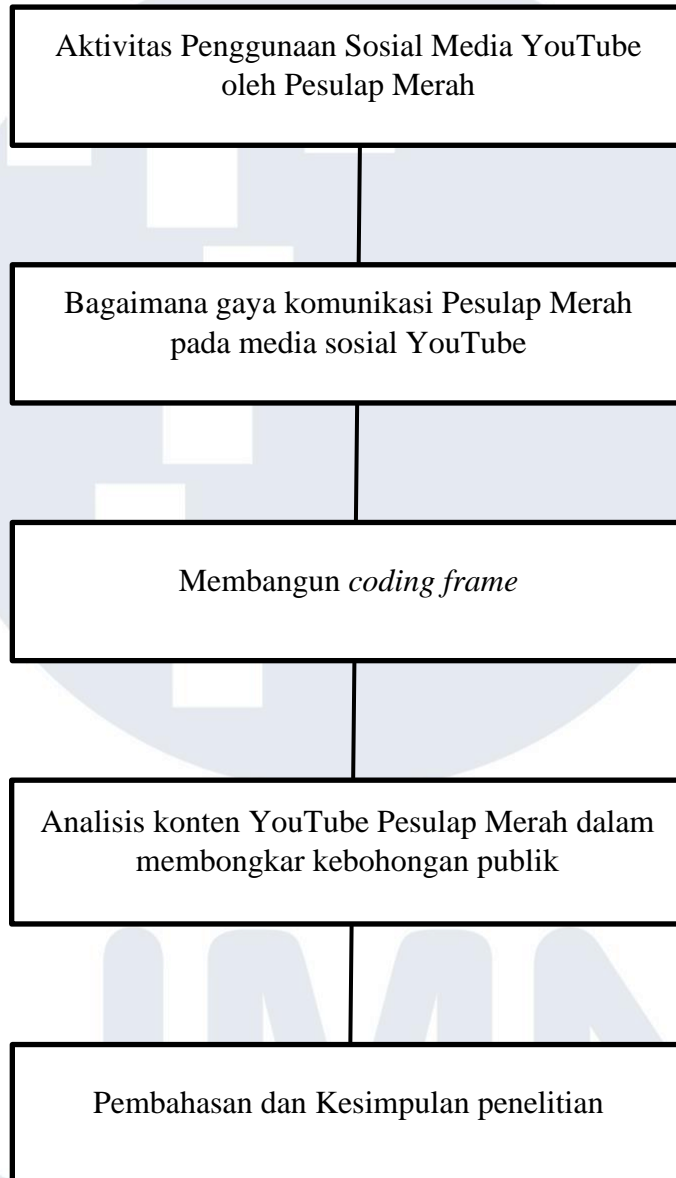 Aktivitas Penggunaan Sosial Media YouTube
oleh Pesulap Merah
Bagaimana gaya komunikasi Pesulap Merah
pada media sosial YouTube
Membangun coding frame
Analisis konten YouTube Pesulap Merah dalam
membongkar kebohongan publik
Pembahasan dan Kesimpulan penelitian